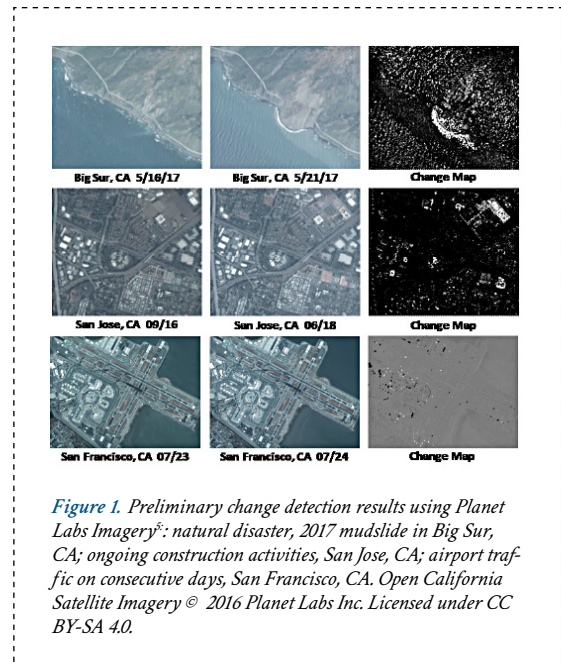 Big Sur, CA 5/16/17 Big Sur, CA 5/21/17 Change Map
San Jose, CA 09/16 San Jose, CA 06/18 Change Map
San Francisco, CA 07/23 San Francisco, CA 07/24 Change Map
Figure 1. Preliminary change detection results using Planet
Labs Imagery⁵: natural disaster, 2017 mudslide in Big Sur,
CA; ongoing construction activities, San Jose, CA; airport traf-
fic on consecutive days, San Francisco, CA. Open California
Satellite Imagery © 2016 Planet Labs Inc. Licensed under CC
BY-SA 4.0.